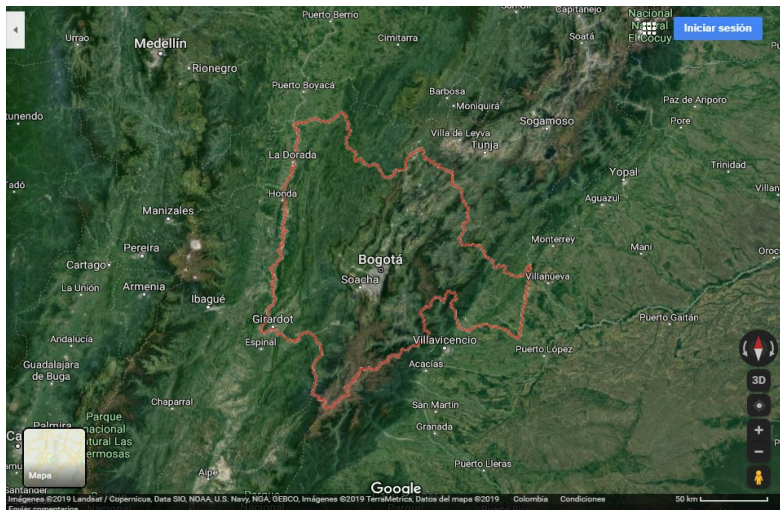 Puerto Berrio
Capitanejo
Nacional
Natural
El Cocuy
Iniciar sesión
Urrao
Medellín
Cimitarra
Soatá
Rionegro
Puerto Boyacá
Barbosa
Moniquirá
Paz de Ariporo
Pore
Sogamoso
Villa de Leyva
Tunja
La Dorada
Yopal
Trinidad
Honda
Aguazul
Manizales
Monterrey
Maní
Pereira
Cartago
Bogotá
Soacha
Villanueva
La Unión
Armenia
Ibagué
Girardot
Puerto Gaitán
Andalucía
Espinal
Villavicencio
Puerto López
Guadalajara
de Buga
Acacías
3D
Chaparral
San Martín
Parque
Palmira
nacional
Granada
Mapa
Puerto Lleras
Google
Imágenes ©2019 Landsat / Copernicus, Data SIO, NOAA, U.S. Navy, NGA, GEBCO, Imágenes ©2019 TerraMetrics, Datos del mapa ©2019 Colombia Condiciones 50 km
Enviar comentarios